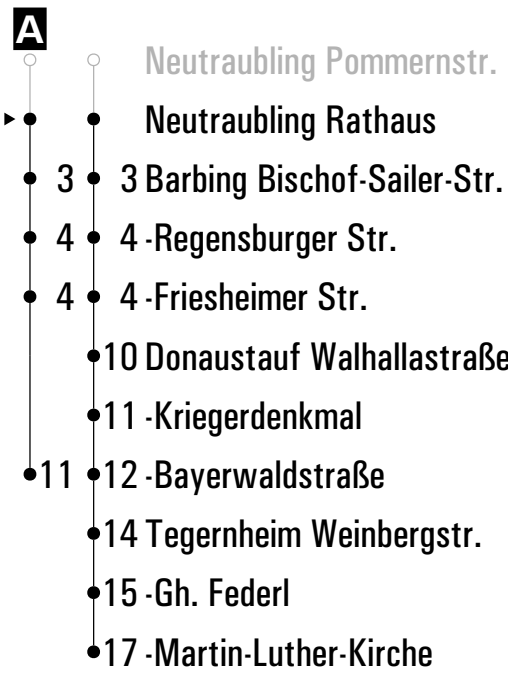 A
Neutraubling Pommernstr.
Neutraubling Rathaus
3 3 Barbing Bischof-Sailer-Str.
4 4 -Regensburger Str.
4 4 -Friesheimer Str.
10 Donaustauf Walhallastraße
11 -Kriegerdenkmal
11 12 -Bayerwaldstraße
14 Tegernheim Weinbergstr.
15 -Gh. Federl
17 -Martin-Luther-Kirche